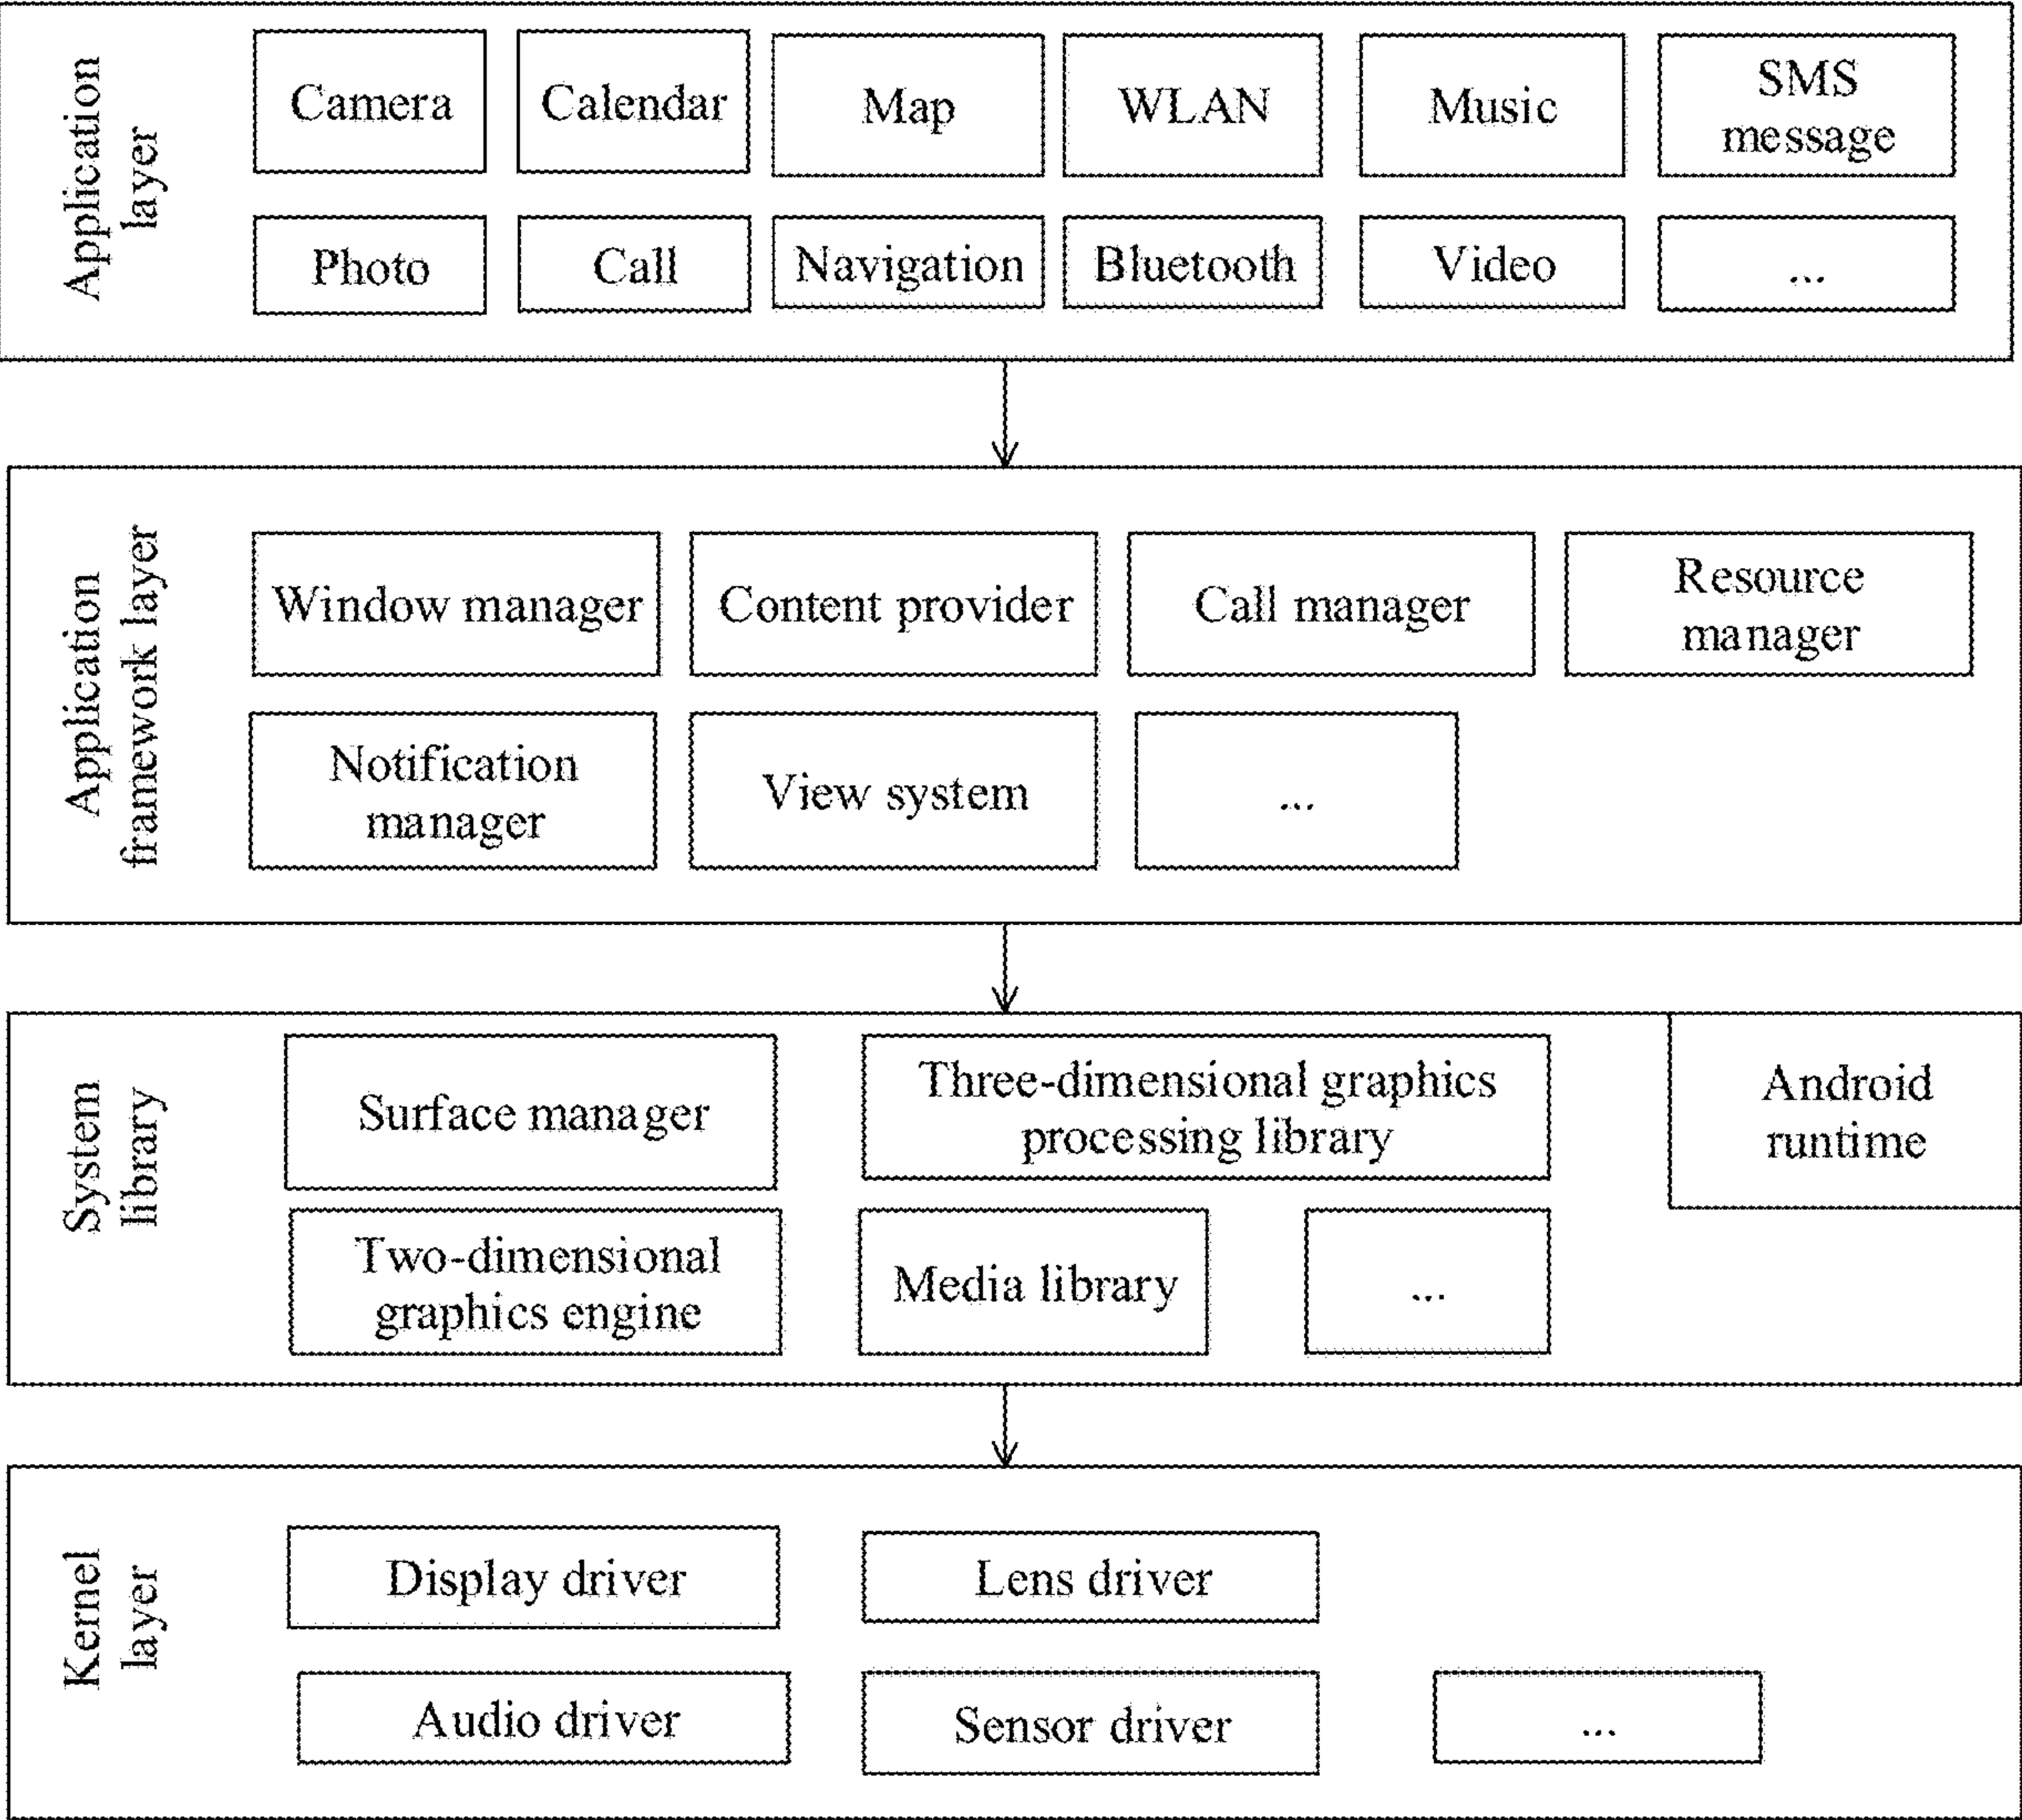 Application
layer
Camera
Calendar
Map
WLAN
Music
SMS
message
Photo
Call
Navigation
Bluetooth
Video
...
Application
framework layer
Window manager
Content provider
Call manager
Resource
manager
Notification
manager
View system
...
System
library
Surface manager
Three-dimensional graphics
processing library
Android
runtime
Two-dimensional
graphics engine
Media library
...
Kernel
layer
Display driver
Lens driver
Audio driver
Sensor driver
...